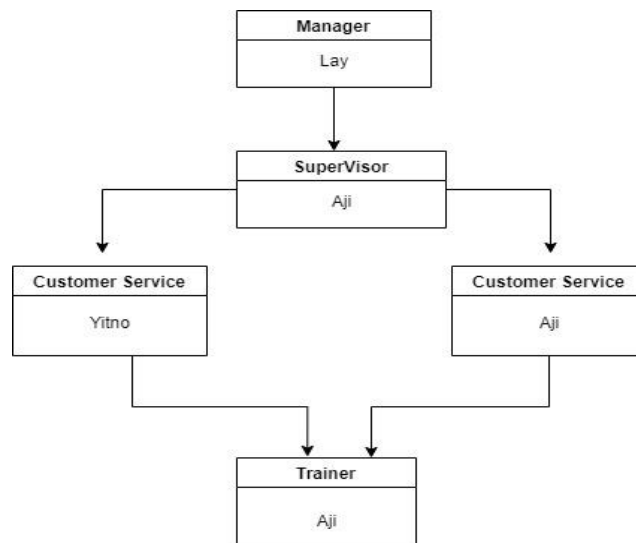 Manager
Lay
SuperVisor
Aji
Customer Service
Yitno
Customer Service
Aji
Trainer
Aji